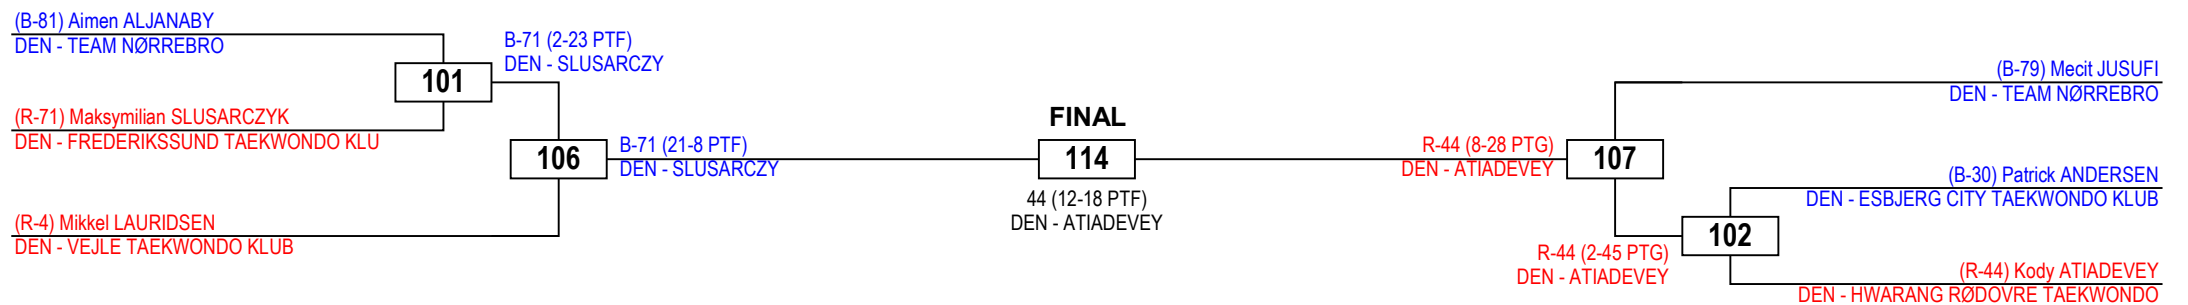 (B-81) Aimen ALJANABY
DEN - TEAM NØRREBRO
B-71 (2-23 PTF)
DEN - SLUSARCZY
101
(R-71) Maksymilian SLUSARCZYK
DEN - FREDERIKSSUND TAEKWONDO KLU
B-71 (21-8 PTF)
DEN - SLUSARCZY
106
(R-4) Mikkel LAURIDSEN
DEN - VEJLE TAEKWONDO KLUB
FINAL
114
44 (12-18 PTF)
DEN - ATIADEVEY
(B-79) Mecit JUSUFI
DEN - TEAM NØRREBRO
R-44 (8-28 PTG)
DEN - ATIADEVEY
107
(B-30) Patrick ANDERSEN
DEN - ESBJERG CITY TAEKWONDO KLUB
102
R-44 (2-45 PTG)
DEN - ATIADEVEY
(R-44) Kody ATIADEVEY
DEN - HWARANG RØDOVRE TAEKWONDO